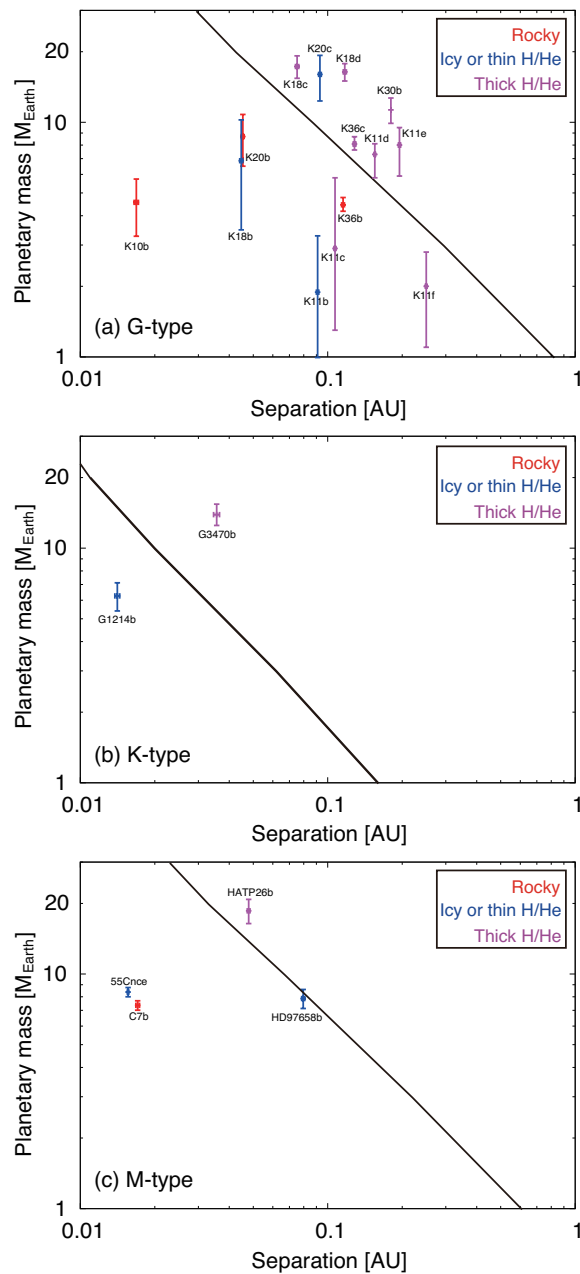 Planetary mass [M_Earth]
20
10
1
Rocky
Icy or thin H/He
Thick H/He
K20c
K18d
K18c
K30b
K36c
K11d
K11e
K20b
K10b
K18b
K36b
K11c
K11b
K11f
(a) G-type
0.01
0.1
1
Separation [AU]
Planetary mass [M_Earth]
20
10
1
Rocky
Icy or thin H/He
Thick H/He
G3470b
G1214b
(b) K-type
0.01
0.1
1
Separation [AU]
Planetary mass [M_Earth]
20
10
1
Rocky
Icy or thin H/He
Thick H/He
HATP26b
55Cnce
C7b
HD97658b
(c) M-type
0.01
0.1
1
Separation [AU]